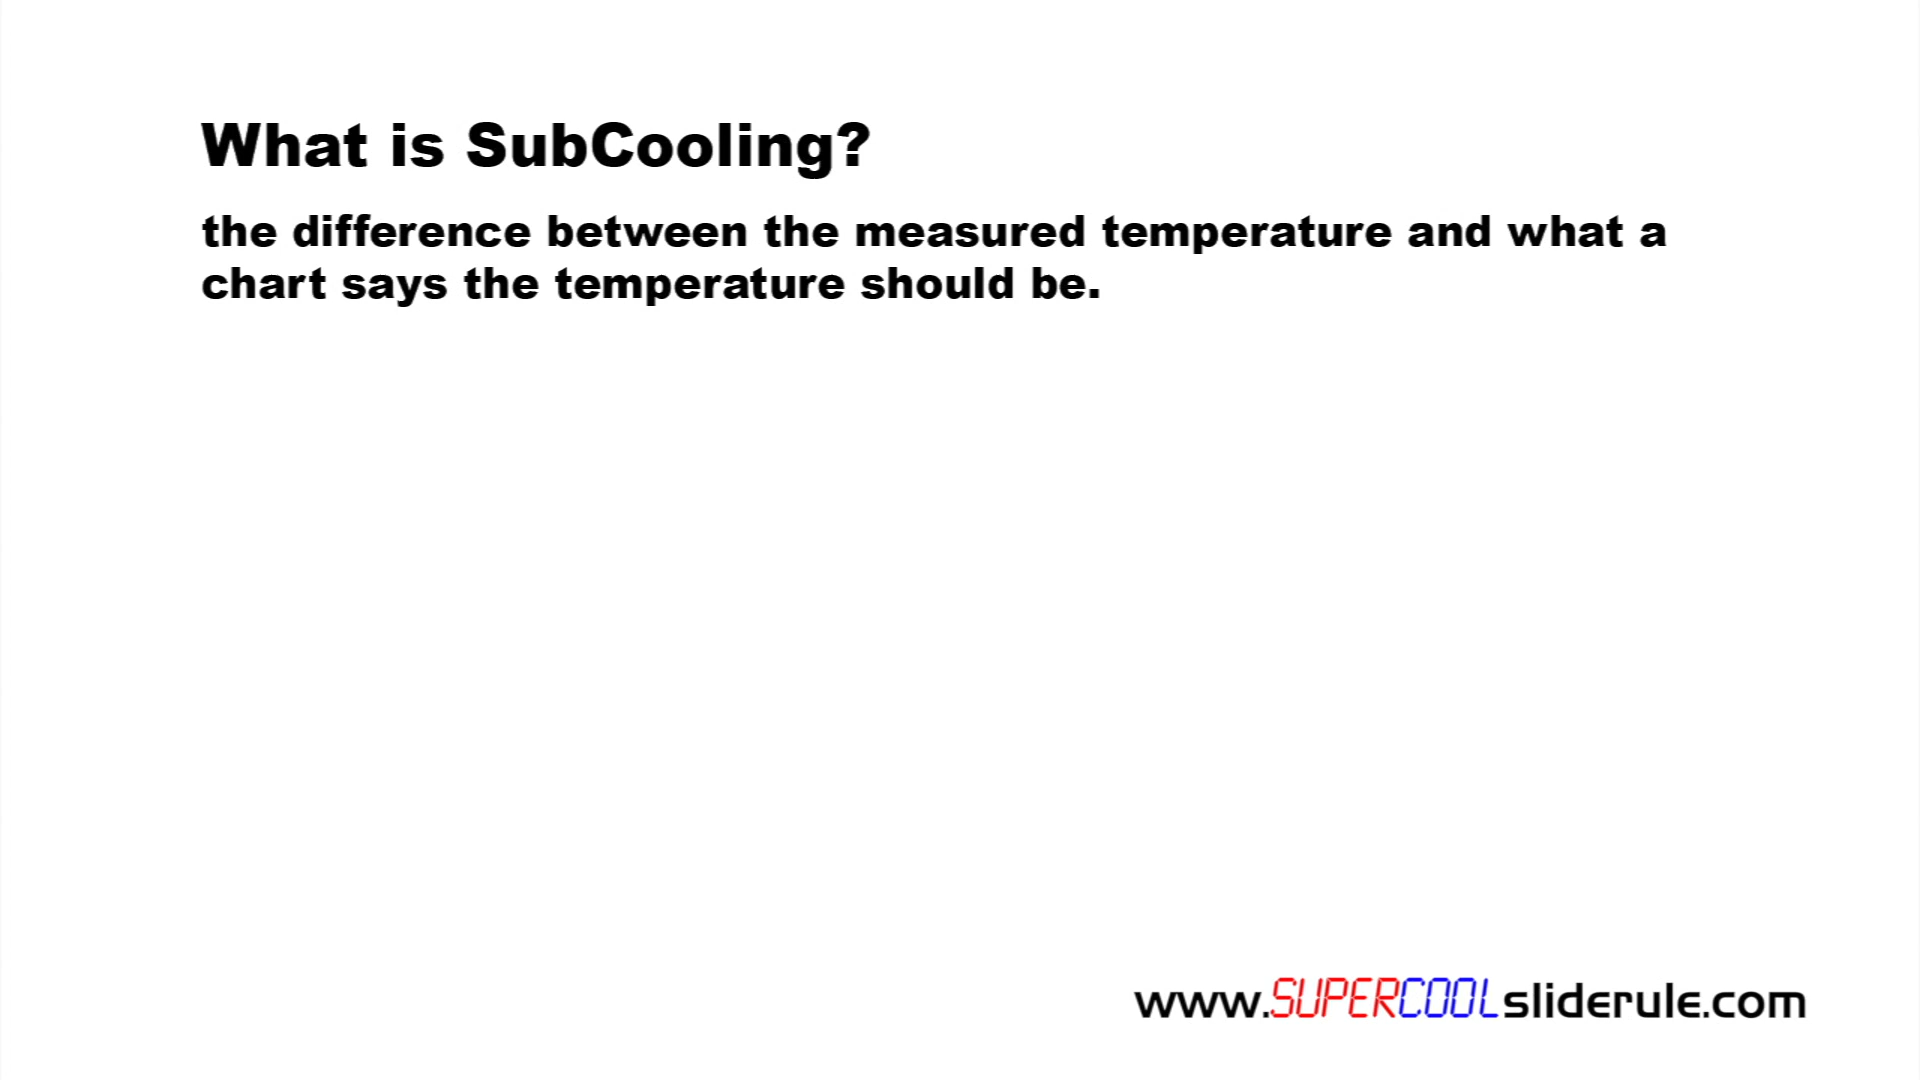 What is SubCooling?
the difference between the measured temperature and what a
chart says the temperature should be.
www.SUPERCOOLsliderule.com